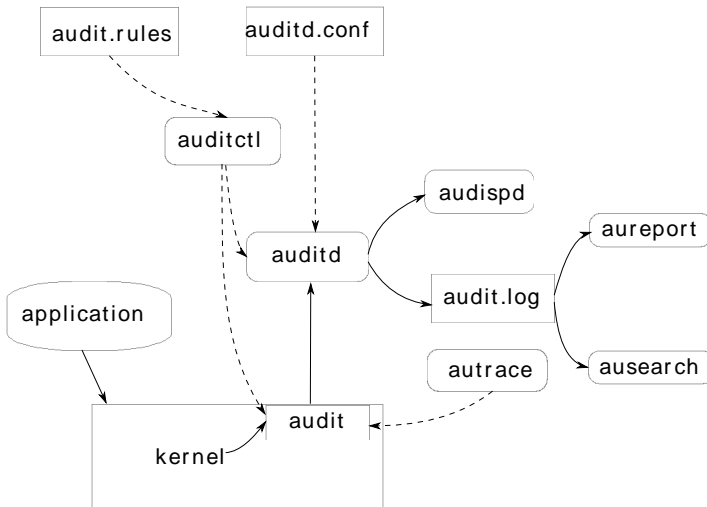 audit.rules
auditd.conf
auditctl
audispd
aureport
auditd
audit.log
application
autrace
ausearch
audit
kernel